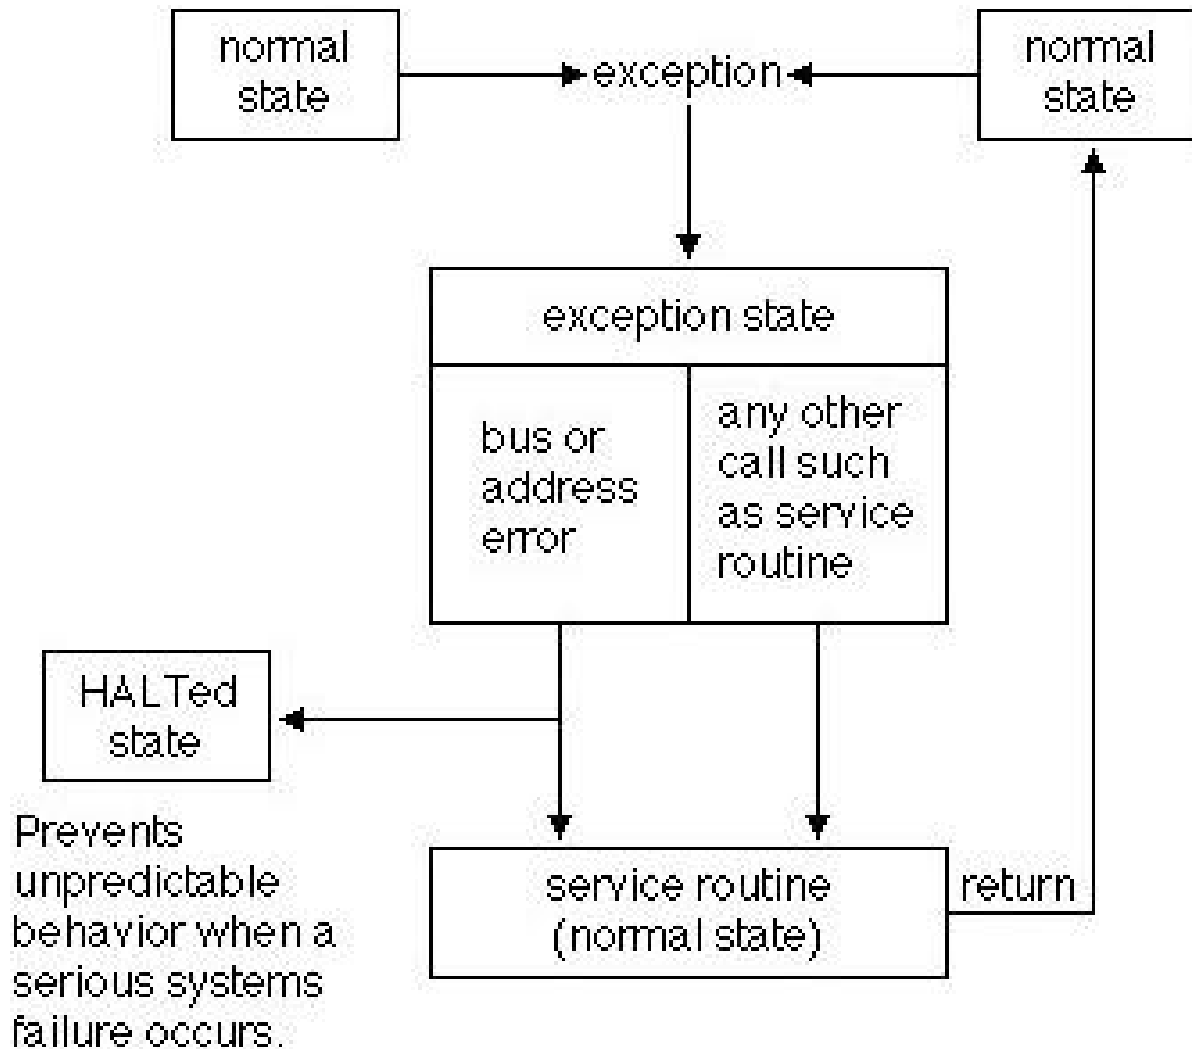 normal
state
exception
normal
state
exception state
bus or
address
error
any other
call such
as service
routine
HALTed
state
Prevents
unpredictable
behavior when a
serious systems
failure occurs.
service routine
(normal state)
return